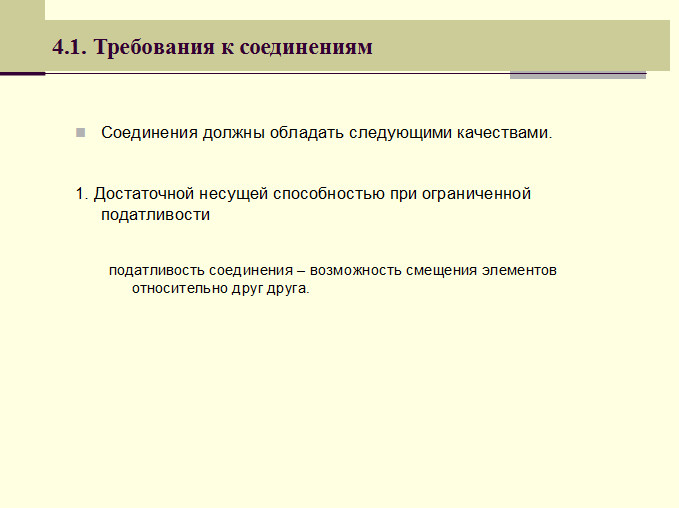 4.1. Требования к соединениям
Соединения должны обладать следующими качествами.
1. Достаточной несущей способностью при ограниченной
податливости
податливость соединения – возможность смещения элементов
относительно друг друга.